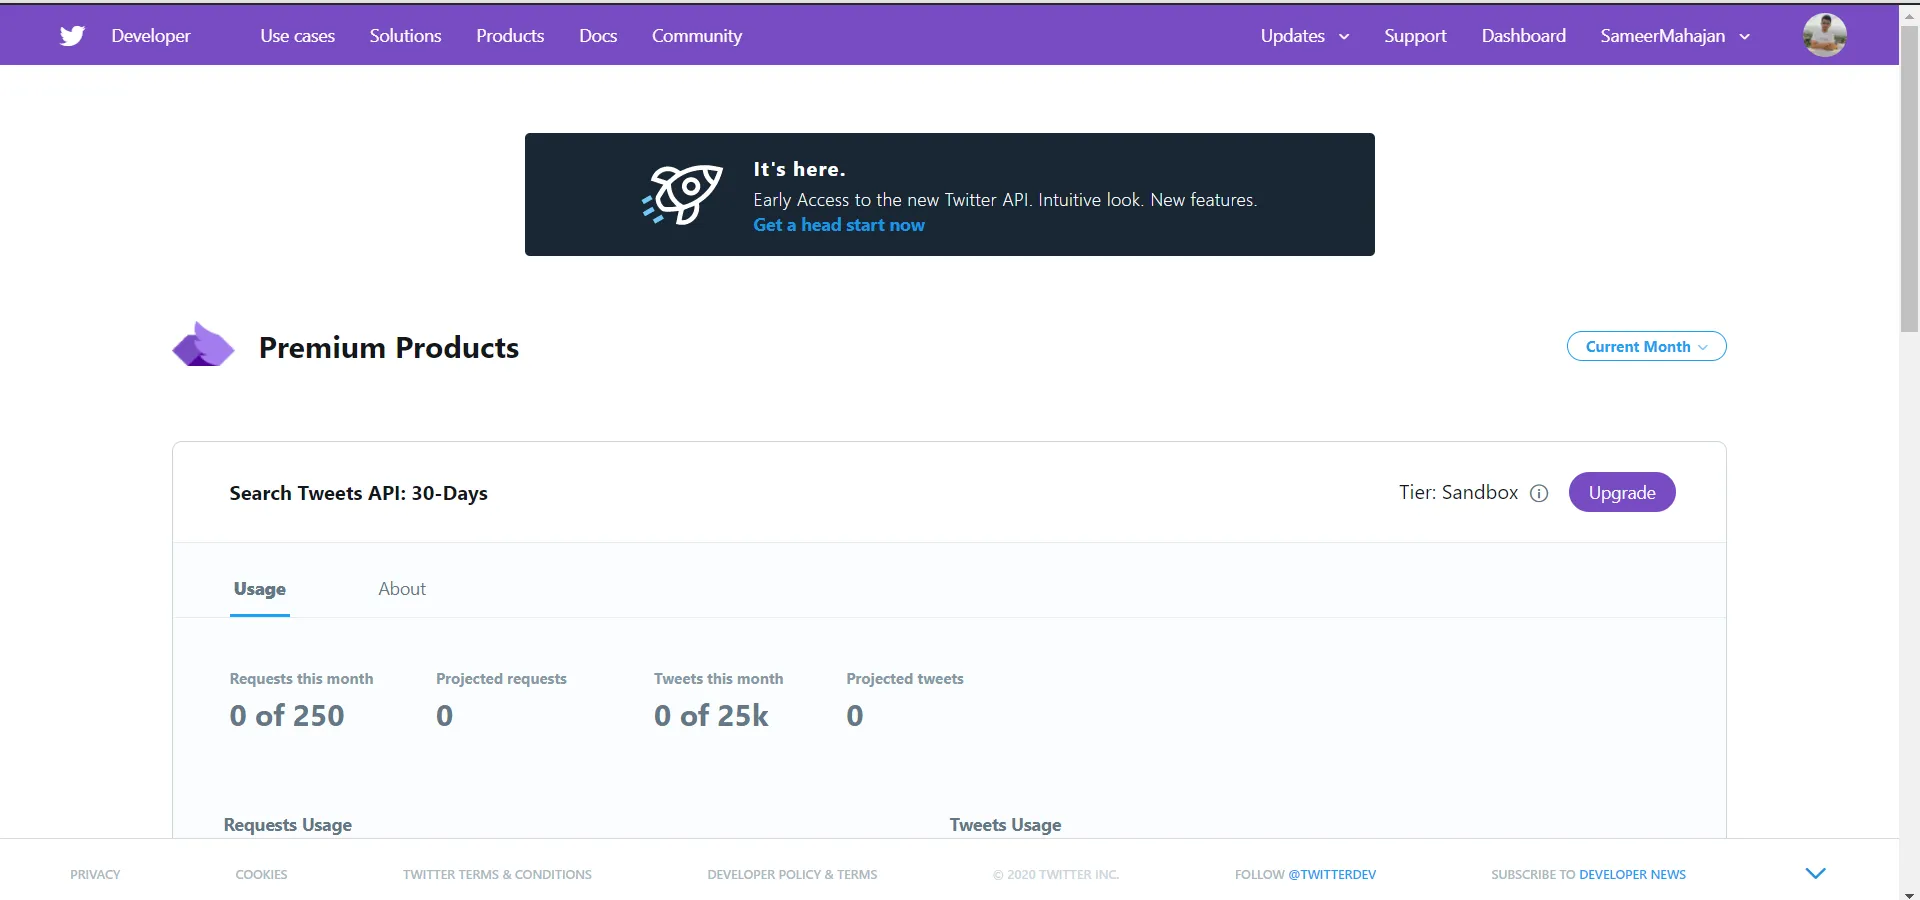 Developer Use cases Solutions Products Docs Community Updates Support Dashboard SameerMahajan
It's here.
Early Access to the new Twitter API. Intuitive look. New features.
Get a head start now
Premium Products
Current Month
Search Tweets API: 30-Days
Tier: Sandbox Upgrade
Usage About
Requests this month Projected requests Tweets this month Projected tweets
0 of 250 0 0 of 25k 0
Requests Usage Tweets Usage
PRIVACY COOKIES TWITTER TERMS & CONDITIONS DEVELOPER POLICY & TERMS © 2020 TWITTER INC. FOLLOW @TWITTERDEV SUBSCRIBE TO DEVELOPER NEWS